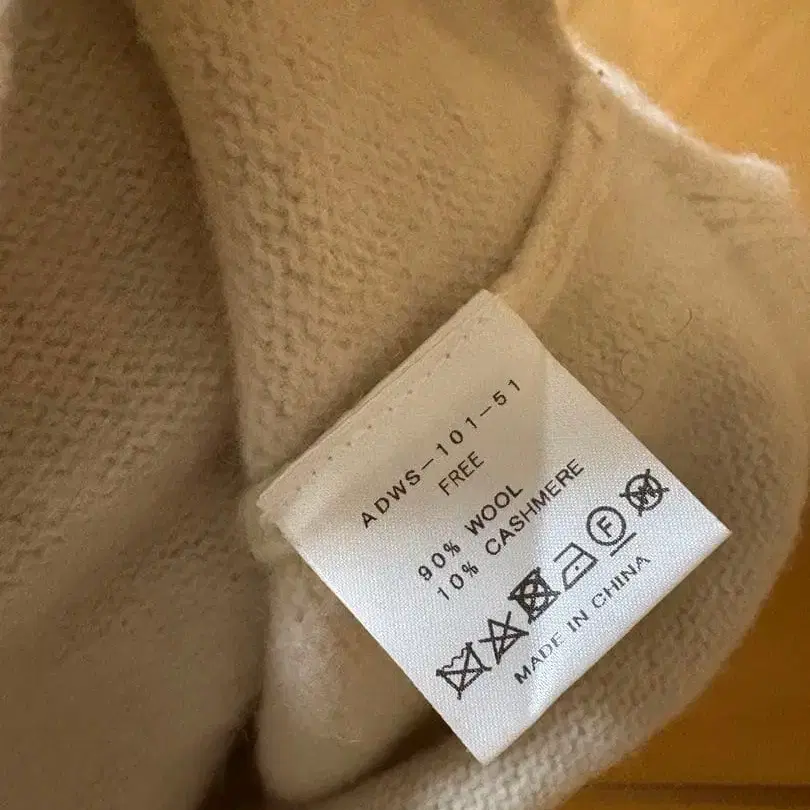 ADWS-101-51
FREE
90% WOOL
10% CASHMERE
F W
MADE IN CHINA